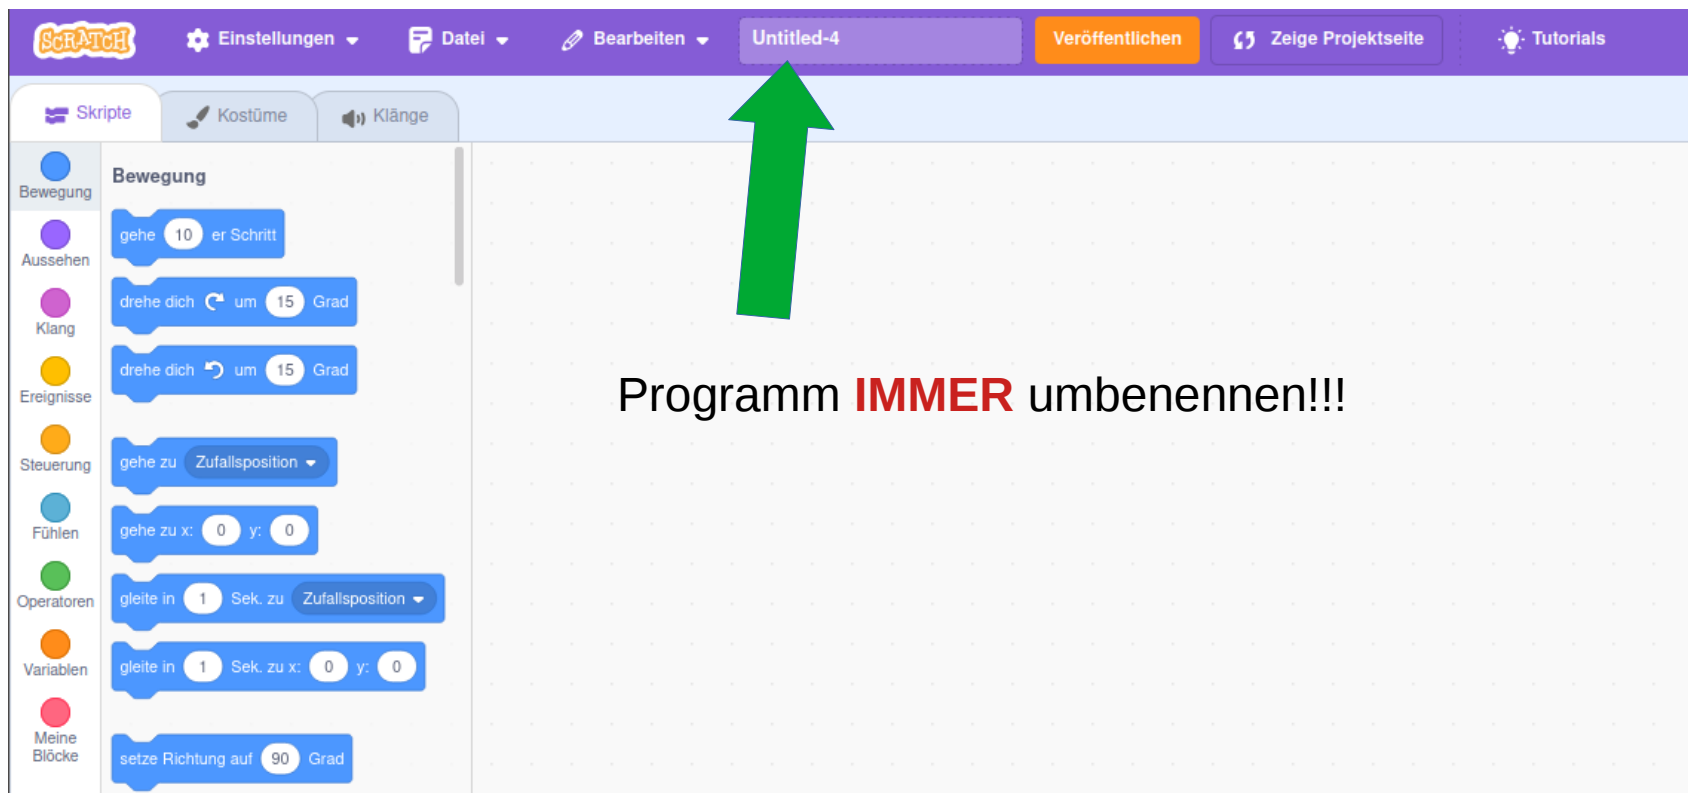 SCRATCH Einstellungen Datei Bearbeiten Untitled-4 Veröffentlichen Zeige Projektseite Tutorials
Skripte Kostüme Klänge
Bewegung
Aussehen
Klang
Ereignisse
Steuerung
Fühlen
Operatoren
Variablen
Meine
Blöcke
Bewegung
gehe 10 er Schritt
drehe dich um 15 Grad
drehe dich um 15 Grad
gehe zu Zufallsposition
gehe zu x: 0 y: 0
gleite in 1 Sek. zu Zufallsposition
gleite in 1 Sek. zu x: 0 y: 0
setze Richtung auf 90 Grad
Programm IMMER umbenennen!!!